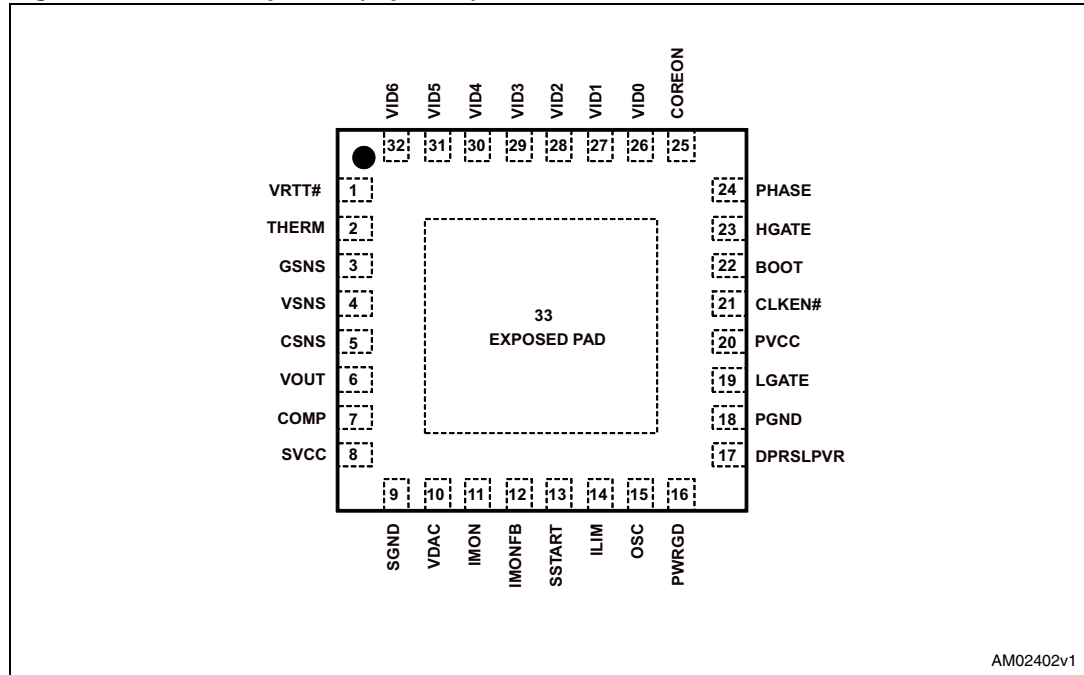 VID6
VID5
VID4
VID3
VID2
VID1
VID0
COREON
32
31
30
29
28
27
26
25
VRTT# 1
THERM 2
GSNS 3
VSNS 4
CSNS 5
VOUT 6
COMP 7
SVCC 8
33
EXPOSED PAD
24 PHASE
23 HGATE
22 BOOT
21 CLKEN#
20 PVCC
19 LGATE
18 PGND
17 DPRSLPVR
9
10
11
12
13
14
15
16
SGND
VDAC
IMON
IMONFB
SSTART
ILIM
OSC
PWRGD
AM02402v1